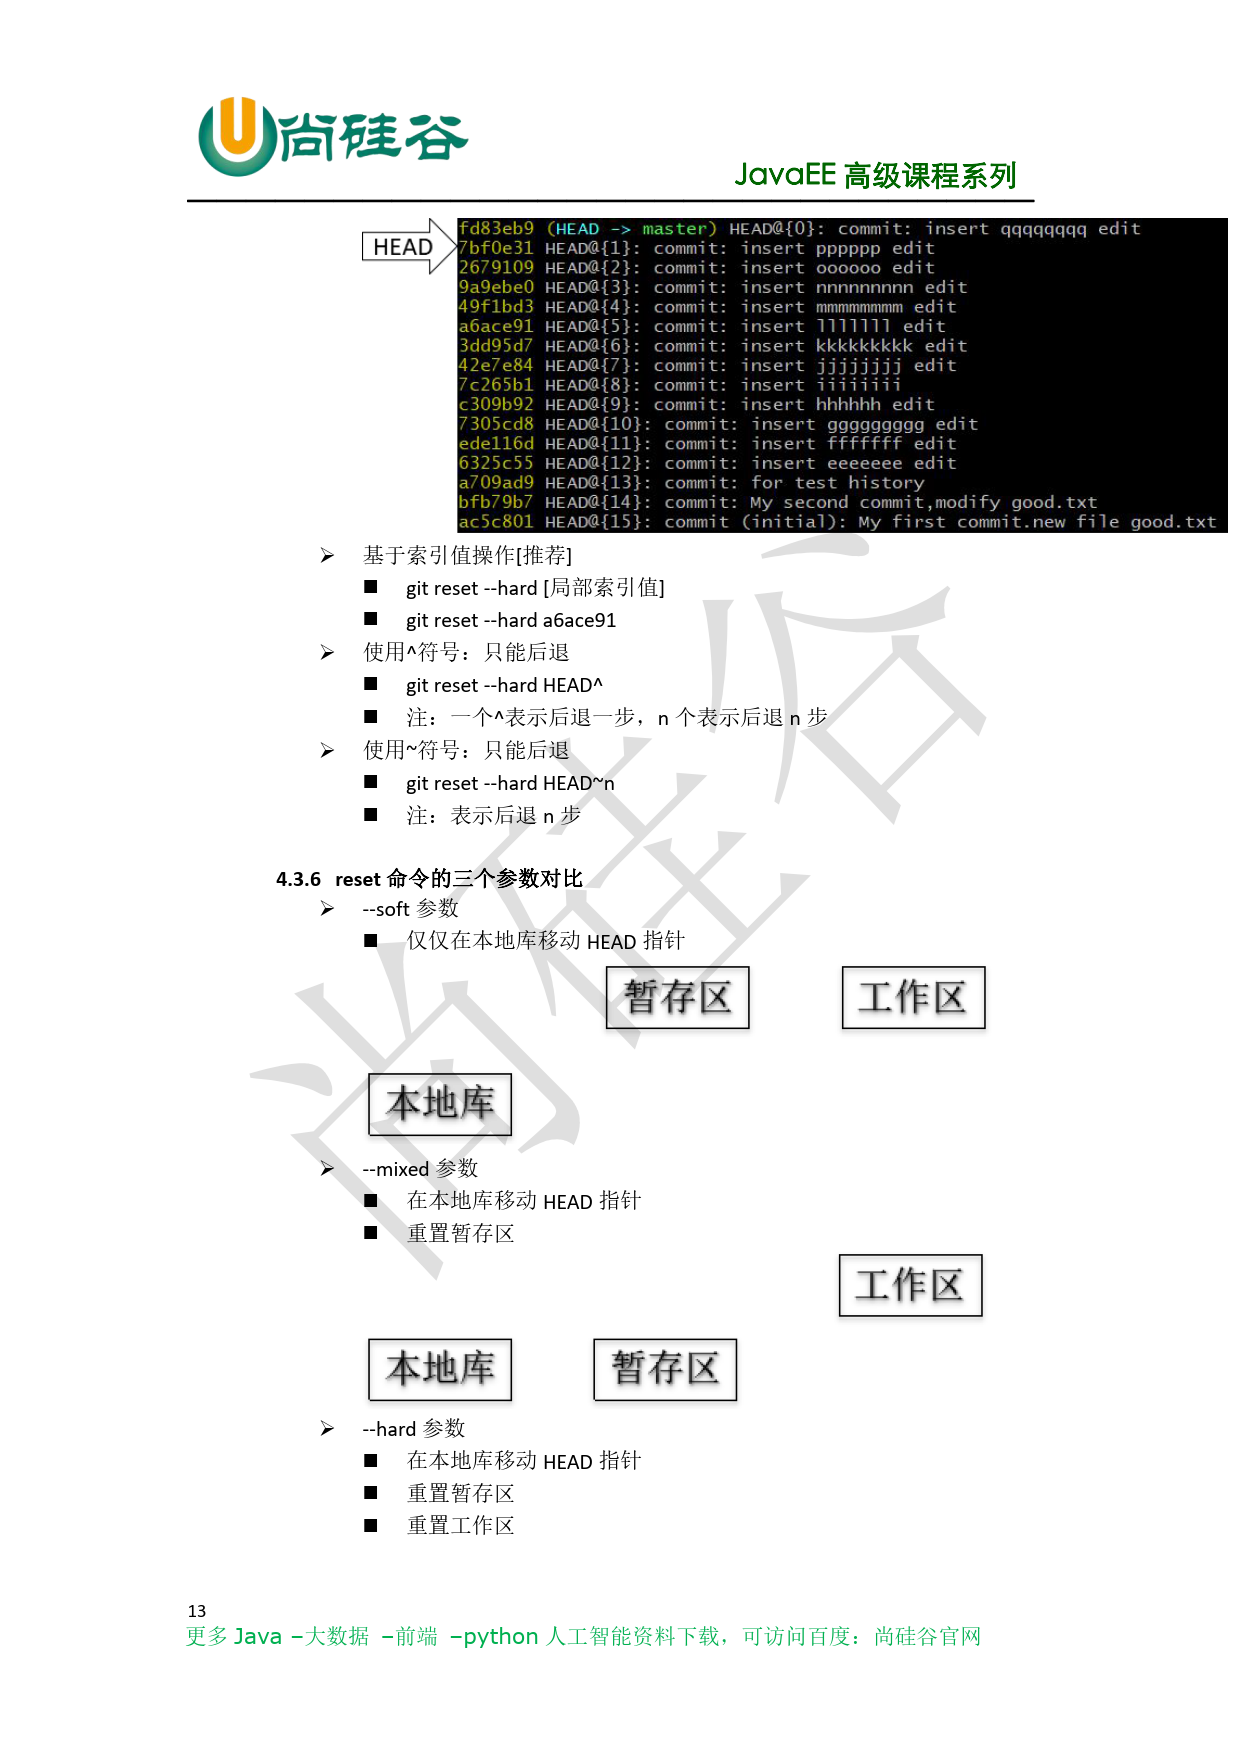 尚硅谷
JavaEE 高级课程系列
HEAD
fd83eb9 (HEAD -> master) HEAD@{0}: commit: insert qqqqqqqq edit
7bf0e31 HEAD@{1}: commit: insert pppppp edit
2679109 HEAD@{2}: commit: insert oooooo edit
9a9ebe0 HEAD@{3}: commit: insert nnnnnnnnn edit
49f1bd3 HEAD@{4}: commit: insert mmmmmmmm edit
a6ace91 HEAD@{5}: commit: insert lllllll edit
3dd95d7 HEAD@{6}: commit: insert kkkkkkkkk edit
42e7e84 HEAD@{7}: commit: insert jjjjjjjj edit
7c265b1 HEAD@{8}: commit: insert iiiiiiii
c309b92 HEAD@{9}: commit: insert hhhhhh edit
7305cd8 HEAD@{10}: commit: insert ggggggggg edit
ede116d HEAD@{11}: commit: insert fffffff edit
6325c55 HEAD@{12}: commit: insert eeeeeee edit
a709ad9 HEAD@{13}: commit: for test history
bfb79b7 HEAD@{14}: commit: My second commit,modify good.txt
ac5c801 HEAD@{15}: commit (initial): My first commit.new file good.txt
➢ 基于索引值操作[推荐]
■ git reset --hard [局部索引值]
■ git reset --hard a6ace91
➢ 使用^符号：只能后退
■ git reset --hard HEAD^
■ 注：一个^表示后退一步，n 个表示后退 n 步
➢ 使用~符号：只能后退
■ git reset --hard HEAD~n
■ 注：表示后退 n 步
4.3.6 reset 命令的三个参数对比
➢ --soft 参数
■ 仅仅在本地库移动 HEAD 指针
暂存区 工作区
本地库
➢ --mixed 参数
■ 在本地库移动 HEAD 指针
■ 重置暂存区
工作区
本地库 暂存区
➢ --hard 参数
■ 在本地库移动 HEAD 指针
■ 重置暂存区
■ 重置工作区
尚硅谷
13
更多 Java –大数据 –前端 –python 人工智能资料下载，可访问百度：尚硅谷官网